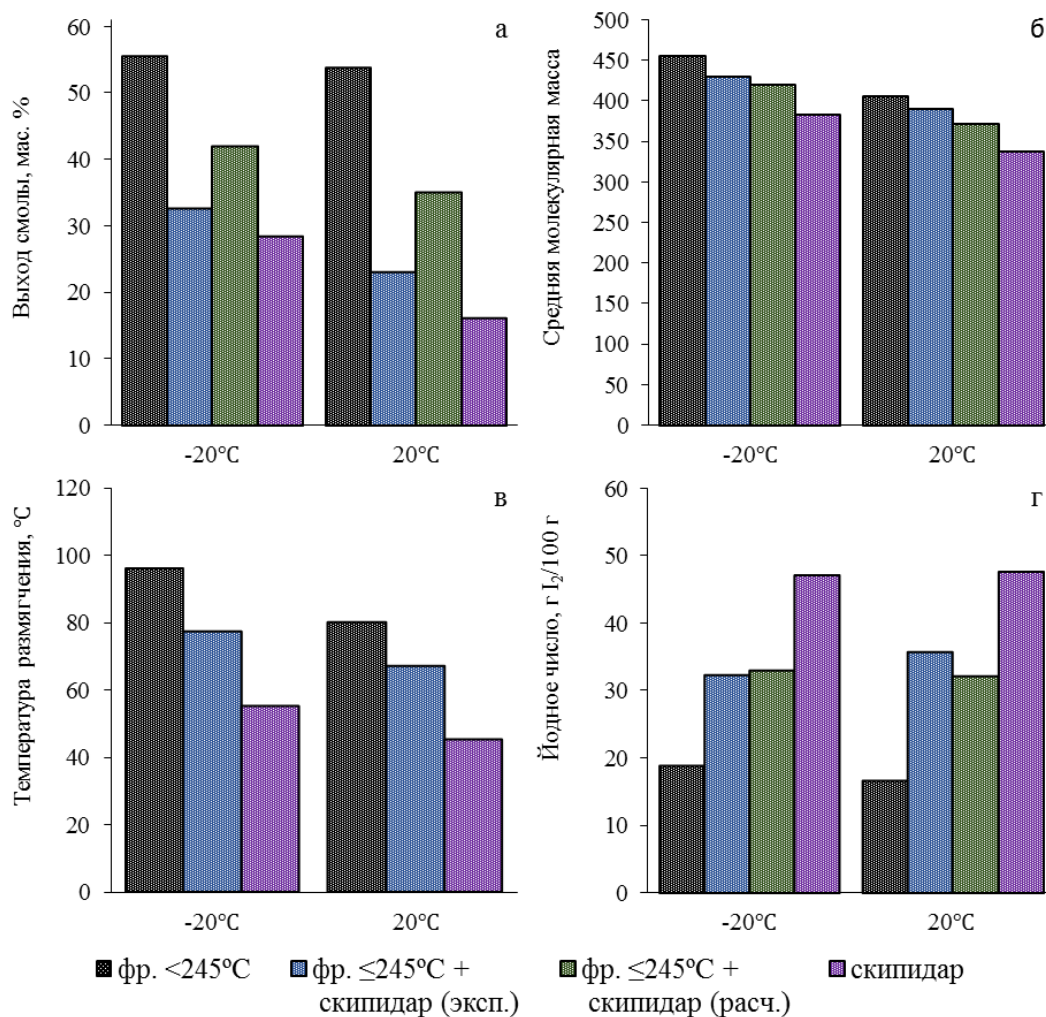 а
Выход смолы, мас. %
60
50
40
30
20
10
0
-20°C
20°C
б
Средняя молекулярная масса
500
450
400
350
300
250
200
150
100
50
0
-20°C
20°C
в
Температура размягчения, °C
120
100
80
60
40
20
0
-20°C
20°C
г
Йодное число, г I₂/100 г
60
50
40
30
20
10
0
-20°C
20°C
фр. <245°C
фр. ≤245°C +
скипидар (эксп.)
фр. ≤245°C +
скипидар (расч.)
скипидар